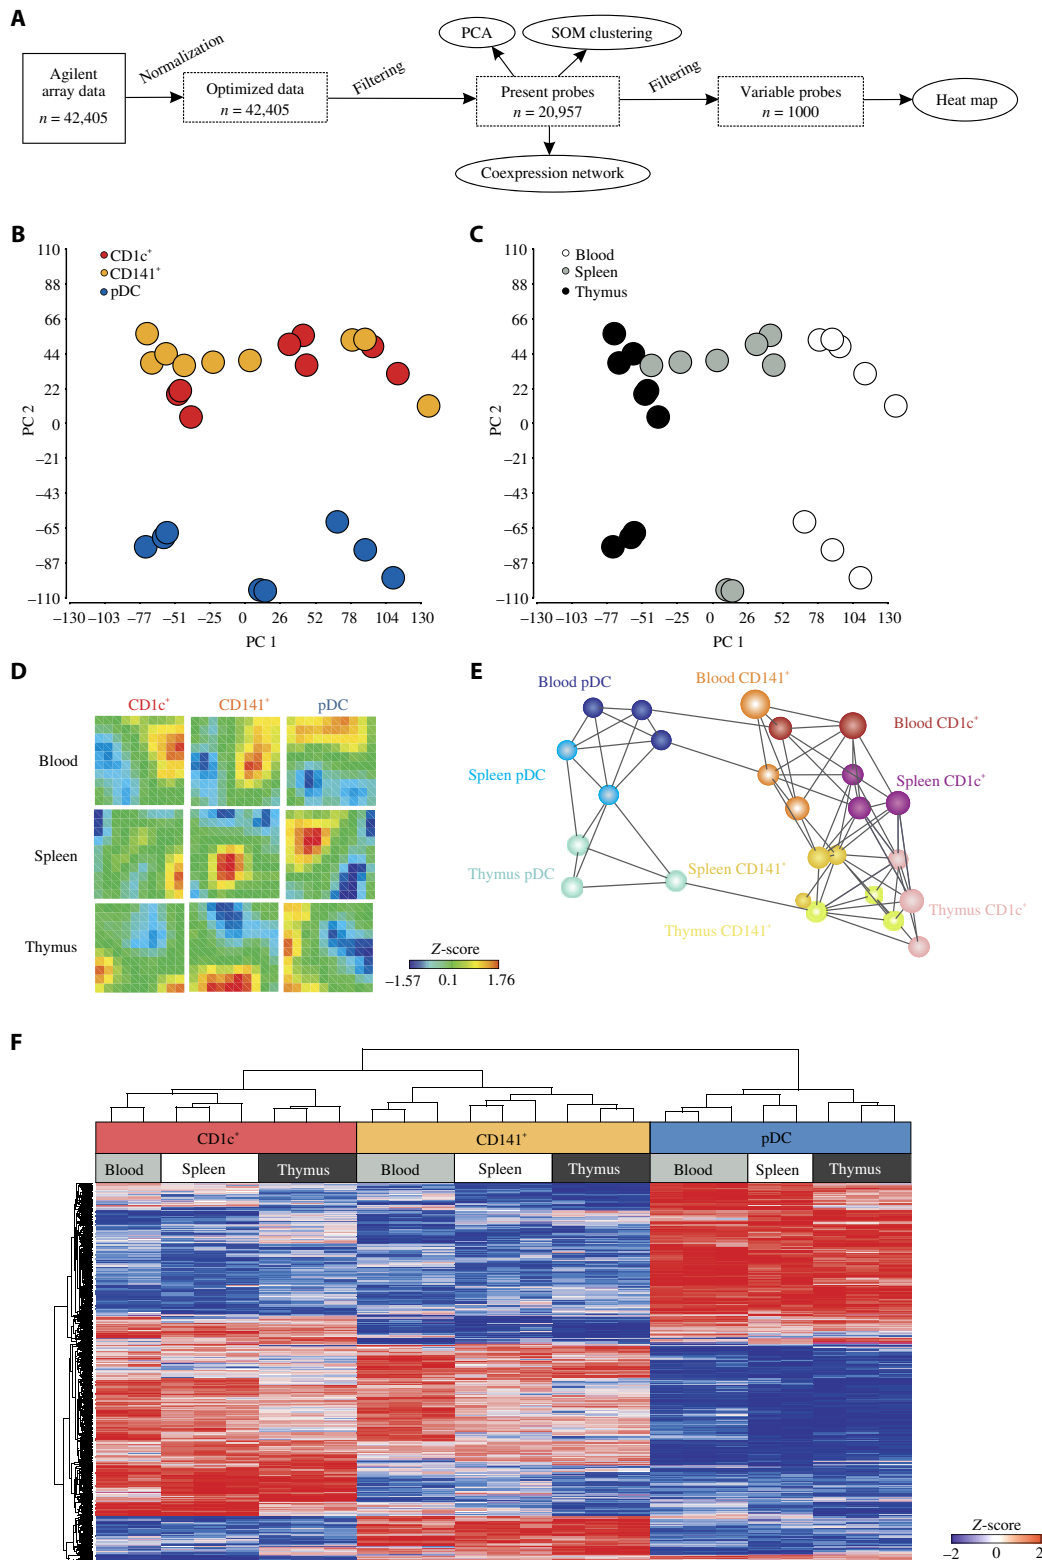 A
Agilent
array data
n = 42,405
Normalization
Optimized data
n = 42,405
Filtering
PCA
SOM clustering
Present probes
n = 20,957
Coexpression network
Filtering
Variable probes
n = 1000
Heat map
B
CD1c+
CD141+
pDC
110
88
66
44
22
0
–21
–43
–65
–87
–110
PC 2
–130 –103 –77 –51 –25 0 26 52 78 104 130
PC 1
C
Blood
Spleen
Thymus
110
88
66
44
22
0
–21
–43
–65
–87
–110
PC 2
–130 –103 –77 –51 –25 0 26 52 78 104 130
PC 1
D
CD1c+ CD141+ pDC
Blood
Spleen
Thymus
Z-score
–1.57 0.1 1.76
E
Blood pDC
Blood CD141+
Blood CD1c+
Spleen pDC
Spleen CD1c+
Thymus pDC
Spleen CD141+
Thymus CD1c+
Thymus CD141+
F
CD1c+ CD141+ pDC
Blood Spleen Thymus Blood Spleen Thymus Blood Spleen Thymus
Z-score
–2 0 2